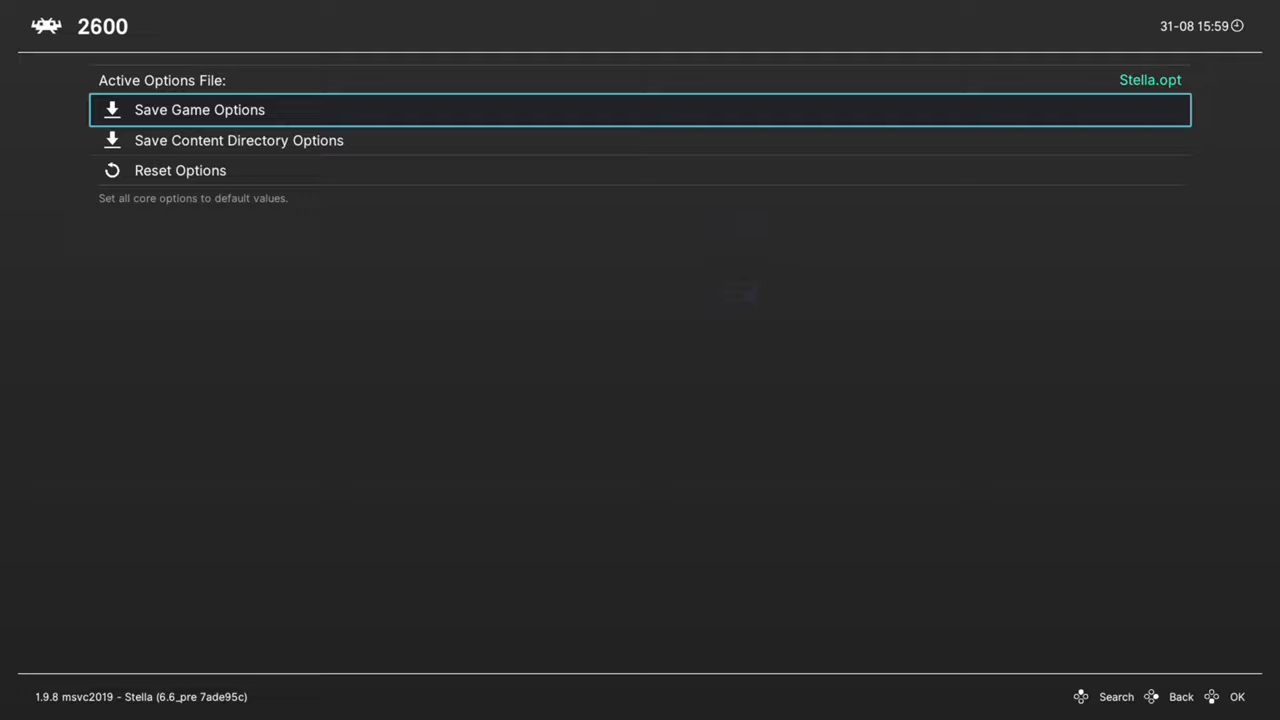 2600
31-08 15:59
Active Options File: Stella.opt
Save Game Options
Save Content Directory Options
Reset Options
Set all core options to default values.
1.9.8 msvc2019 - Stella (6.6_pre 7ade95c)
Search Back OK